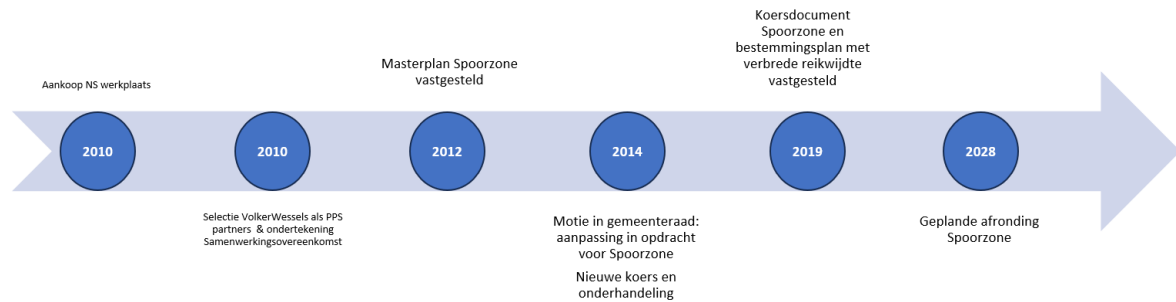 Koersdocument
Spoorzone en
bestemmingsplan met
verbrede reikwijdte
vastgesteld
Masterplan Spoorzone
vastgesteld
Aankoop NS werkplaats
2010
2010
2012
2014
2019
2028
Selectie VolkerWessels als PPS
partners & ondertekening
Samenwerkingsovereenkomst
Motie in gemeenteraad:
aanpassing in opdracht
voor Spoorzone
Nieuwe koers en
onderhandeling
Geplande afronding
Spoorzone